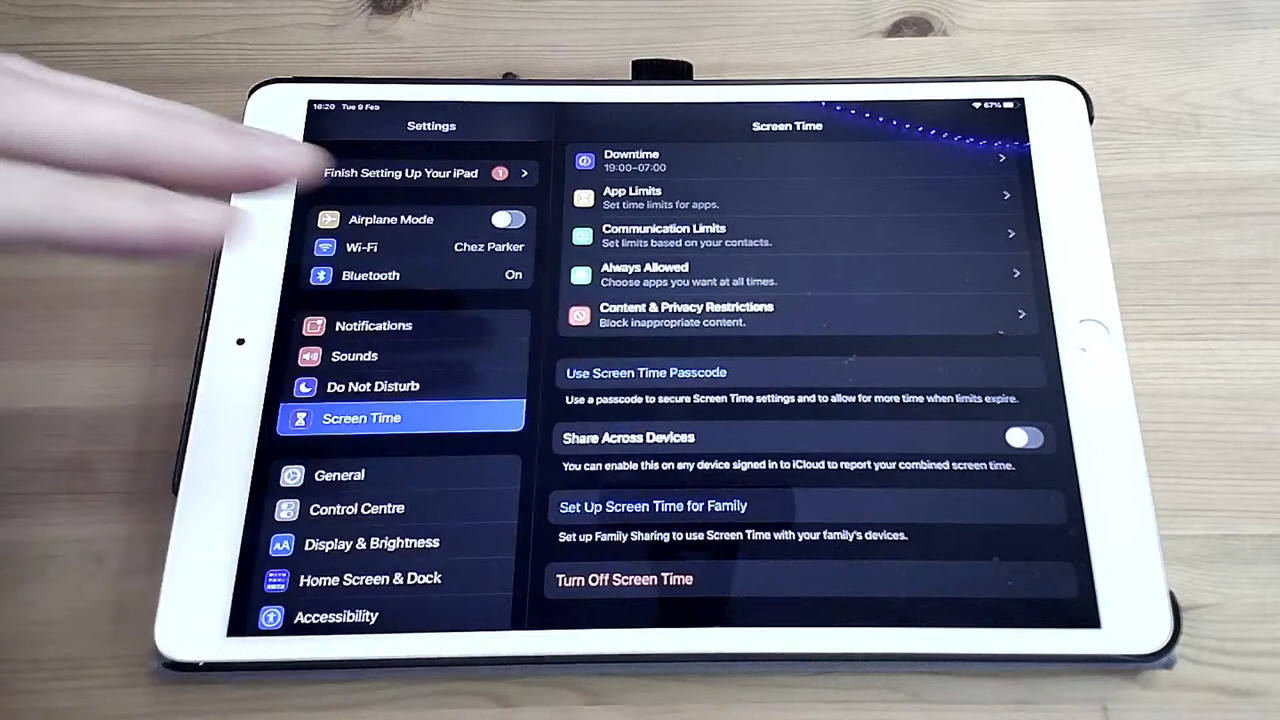 16:20 Tue 9 Feb
67%
Settings
Finish Setting Up Your iPad 1
Airplane Mode
Wi-Fi Chez Parker
Bluetooth On
Notifications
Sounds
Do Not Disturb
Screen Time
General
Control Centre
AA Display & Brightness
Home Screen & Dock
Accessibility
Screen Time
Downtime
19:00–07:00
App Limits
Set time limits for apps.
Communication Limits
Set limits based on your contacts.
Always Allowed
Choose apps you want at all times.
Content & Privacy Restrictions
Block inappropriate content.
Use Screen Time Passcode
Use a passcode to secure Screen Time settings and to allow for more time when limits expire.
Share Across Devices
You can enable this on any device signed in to iCloud to report your combined screen time.
Set Up Screen Time for Family
Set up Family Sharing to use Screen Time with your family's devices.
Turn Off Screen Time